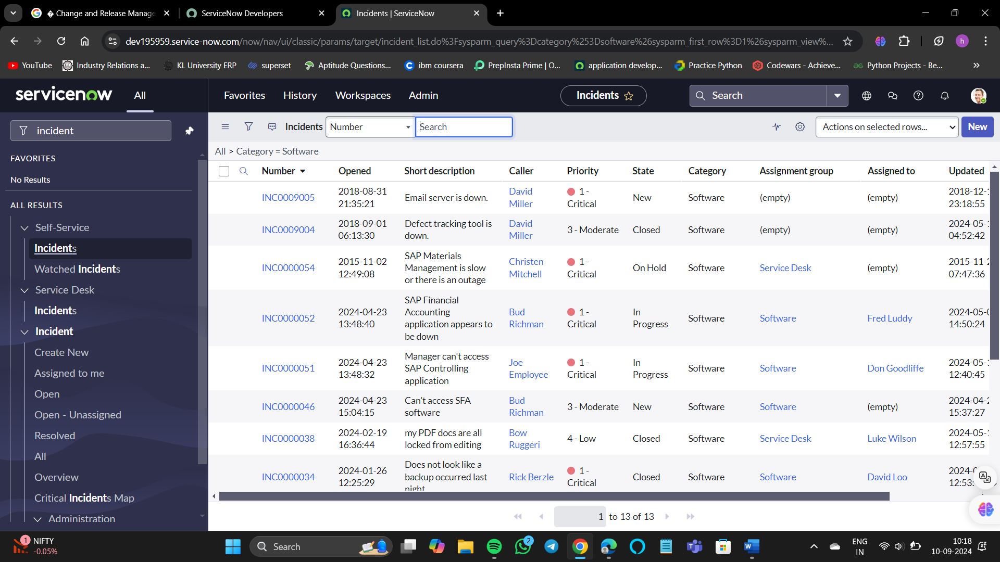 � Change and Release Manage
ServiceNow Developers
Incidents | ServiceNow
dev195959.service-now.com/now/nav/ui/classic/params/target/incident_list.do%3Fsysparm_query%3Dcategory%253Dsoftware%26sysparm_first_row%3D1%26sysparm_view%...
h
YouTube
Industry Relations a...
KL University ERP
superset
Aptitude Questions...
ibm coursera
PrepInsta Prime | O...
application develop...
Practice Python
Codewars - Achieve...
Python Projects - Be...
servicenow
All
Favorites
History
Workspaces
Admin
Incidents
Search
incident
FAVORITES
No Results
ALL RESULTS
Self-Service
Incidents
Watched Incidents
Service Desk
Incidents
Incident
Create New
Assigned to me
Open
Open - Unassigned
Resolved
All
Overview
Critical Incidents Map
Administration
Incidents
Number
Search
Actions on selected rows...
New
All > Category = Software
Number Opened Short description Caller Priority State Category Assignment group Assigned to Updated
INC0009005
2018-08-31
21:35:21
Email server is down.
David
Miller
1 -
Critical
New
Software
(empty)
(empty)
2018-12-
23:18:55
INC0009004
2018-09-01
06:13:30
Defect tracking tool is
down.
David
Miller
3 - Moderate
Closed
Software
(empty)
(empty)
2024-05-
04:52:42
INC0000054
2015-11-02
12:49:08
SAP Materials
Management is slow
or there is an outage
Christen
Mitchell
1 -
Critical
On Hold
Software
Service Desk
(empty)
2015-11-
07:47:36
INC0000052
2024-04-23
13:48:40
SAP Financial
Accounting
application appears to
be down
Bud
Richman
1 -
Critical
In
Progress
Software
Software
Fred Luddy
2024-05-
14:50:24
INC0000051
2024-04-23
13:48:32
Manager can't access
SAP Controlling
application
Joe
Employee
1 -
Critical
In
Progress
Software
Software
Don Goodliffe
2024-05-
12:40:45
INC0000046
2024-04-23
15:04:15
Can't access SFA
software
Bud
Richman
3 - Moderate
New
Software
Software
(empty)
2024-04-
15:37:27
INC0000038
2024-02-19
16:36:44
my PDF docs are all
locked from editing
Bow
Ruggeri
4 - Low
Closed
Software
Service Desk
Luke Wilson
2024-05-
12:57:55
INC0000034
2024-01-26
12:25:29
Does not look like a
backup occurred last
night
Rick Berzle
1 -
Critical
Closed
Software
Software
David Loo
2024-
12:53:
1 to 13 of 13
1
NIFTY
-0.05%
Search
2
ENG
IN
10:18
10-09-2024